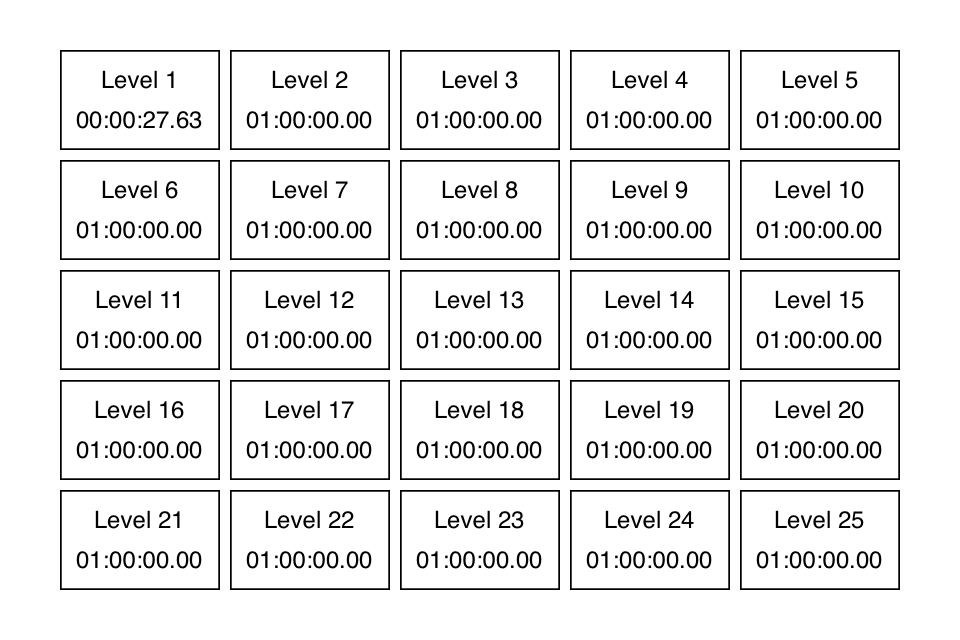 Level 1
00:00:27.63
Level 2
01:00:00.00
Level 3
01:00:00.00
Level 4
01:00:00.00
Level 5
01:00:00.00
Level 6
01:00:00.00
Level 7
01:00:00.00
Level 8
01:00:00.00
Level 9
01:00:00.00
Level 10
01:00:00.00
Level 11
01:00:00.00
Level 12
01:00:00.00
Level 13
01:00:00.00
Level 14
01:00:00.00
Level 15
01:00:00.00
Level 16
01:00:00.00
Level 17
01:00:00.00
Level 18
01:00:00.00
Level 19
01:00:00.00
Level 20
01:00:00.00
Level 21
01:00:00.00
Level 22
01:00:00.00
Level 23
01:00:00.00
Level 24
01:00:00.00
Level 25
01:00:00.00